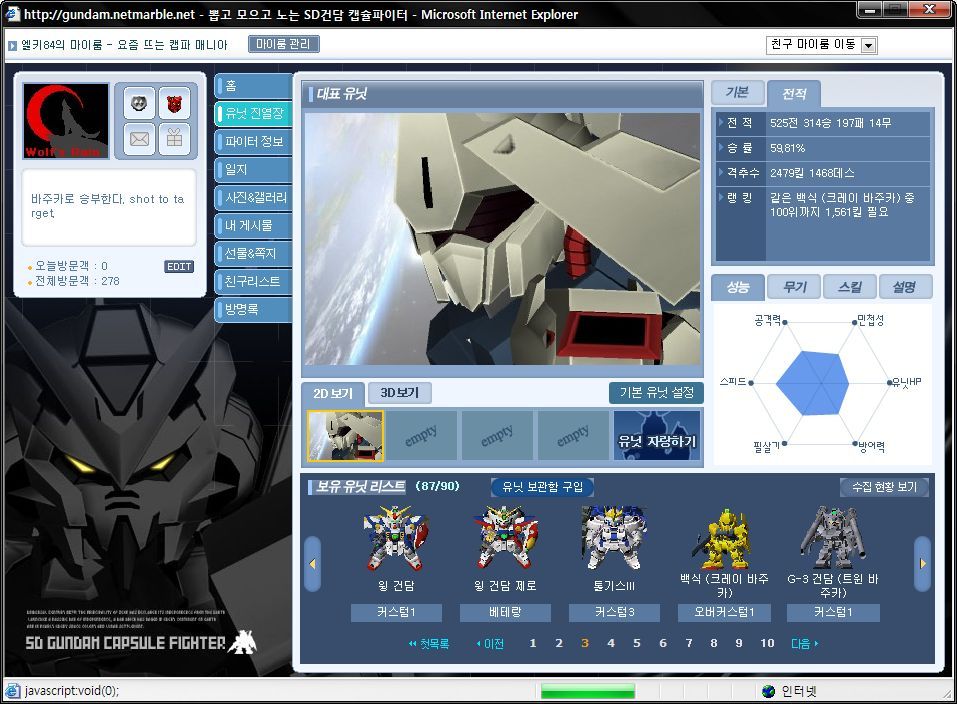 http://gundam.netmarble.net - 뽑고 모으고 노는 SD건담 캡슐파이터 - Microsoft Internet Explorer
엘키84의 마이룸 - 요즘 뜨는 캡파 매니아
마이룸 관리
친구 마이룸 이동
Wolf's Rain
바주카로 승부한다. shot to ta
rget.
오늘방문객 : 0
EDIT
전체방문객 : 278
홈
유닛 진열장
파이터 정보
일지
사진&갤러리
내 게시물
선물&쪽지
친구리스트
방명록
대표 유닛
2D 보기
3D 보기
기본 유닛 설정
empty
empty
empty
유닛 자랑하기
기본
전적
전 적
525전 314승 197패 14무
승 률
59.81%
격추수
2479킬 1468데스
랭 킹
같은 백식 (크레이 바주카) 중
100위까지 1,561킬 필요
성능
무기
스킬
설명
공격력
민첩성
스피드
유닛HP
필살기
방어력
보유 유닛 리스트 (87/90)
유닛 보관함 구입
수집 현황 보기
윙 건담
윙 건담 제로
톨기스III
백식 (크레이 바주
카)
G-3 건담 (트윈 바
주카)
커스텀1
베테랑
커스텀3
오버커스텀1
커스텀1
첫목록
이전
1 2 3 4 5 6 7 8 9 10
다음
SD GUNDAM CAPSULE FIGHTER
javascript:void(0);
인터넷